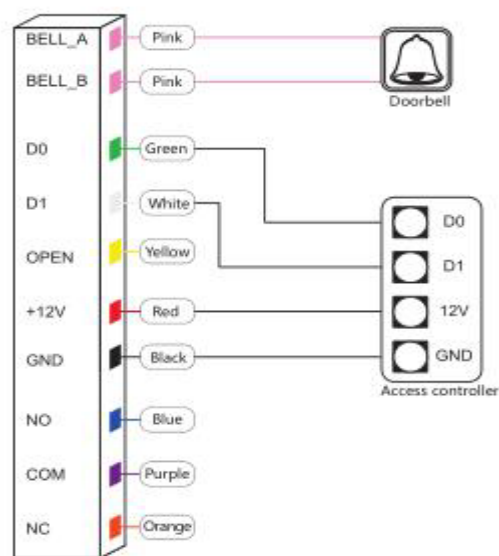 BELL_A Pink
BELL_B Pink
Doorbell
D0 Green
D1 White
D0
OPEN Yellow
D1
+12V Red 12V
GND Black GND
Access controller
NO Blue
COM Purple
NC Orange